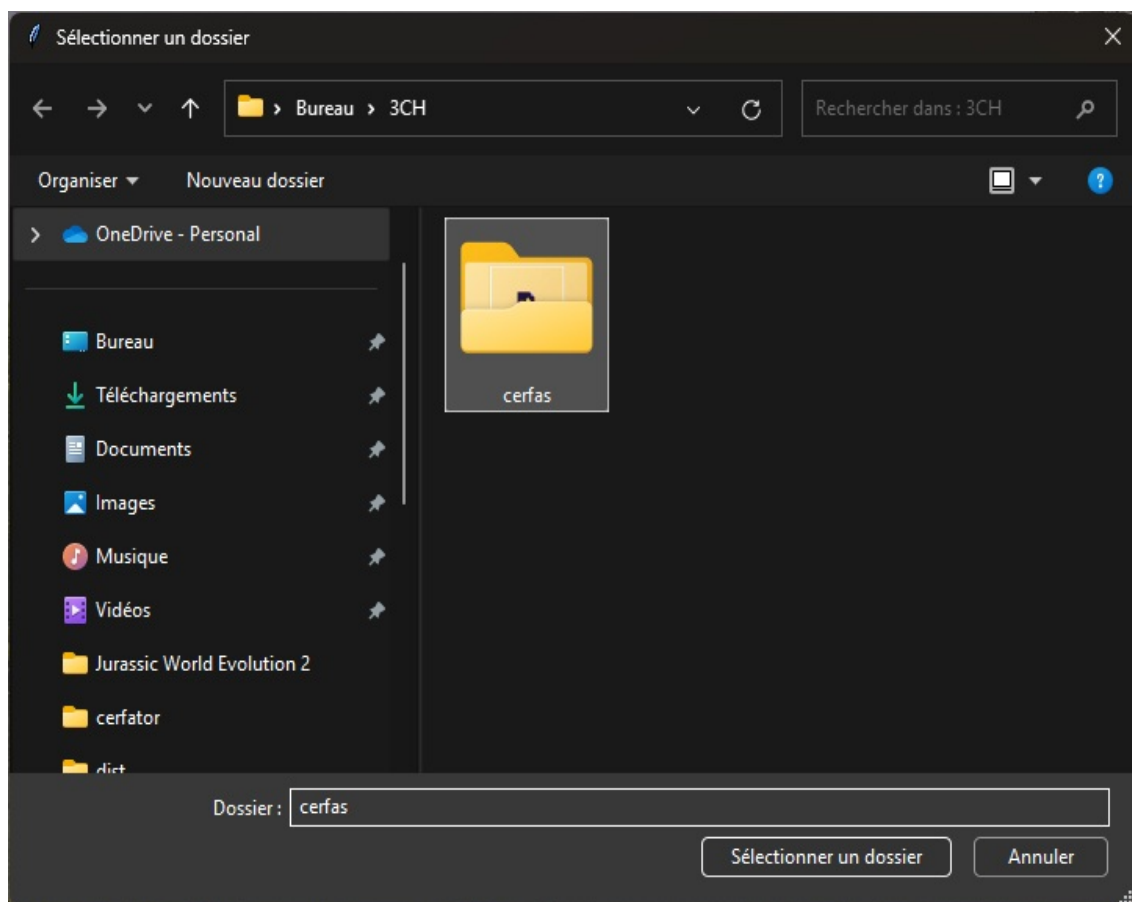 Sélectionner un dossier
Bureau > 3CH
Rechercher dans : 3CH
Organiser
Nouveau dossier
OneDrive - Personal
Bureau
Téléchargements
Documents
Images
Musique
Vidéos
Jurassic World Evolution 2
cerfator
dist
cerfas
Dossier : cerfas
Sélectionner un dossier
Annuler